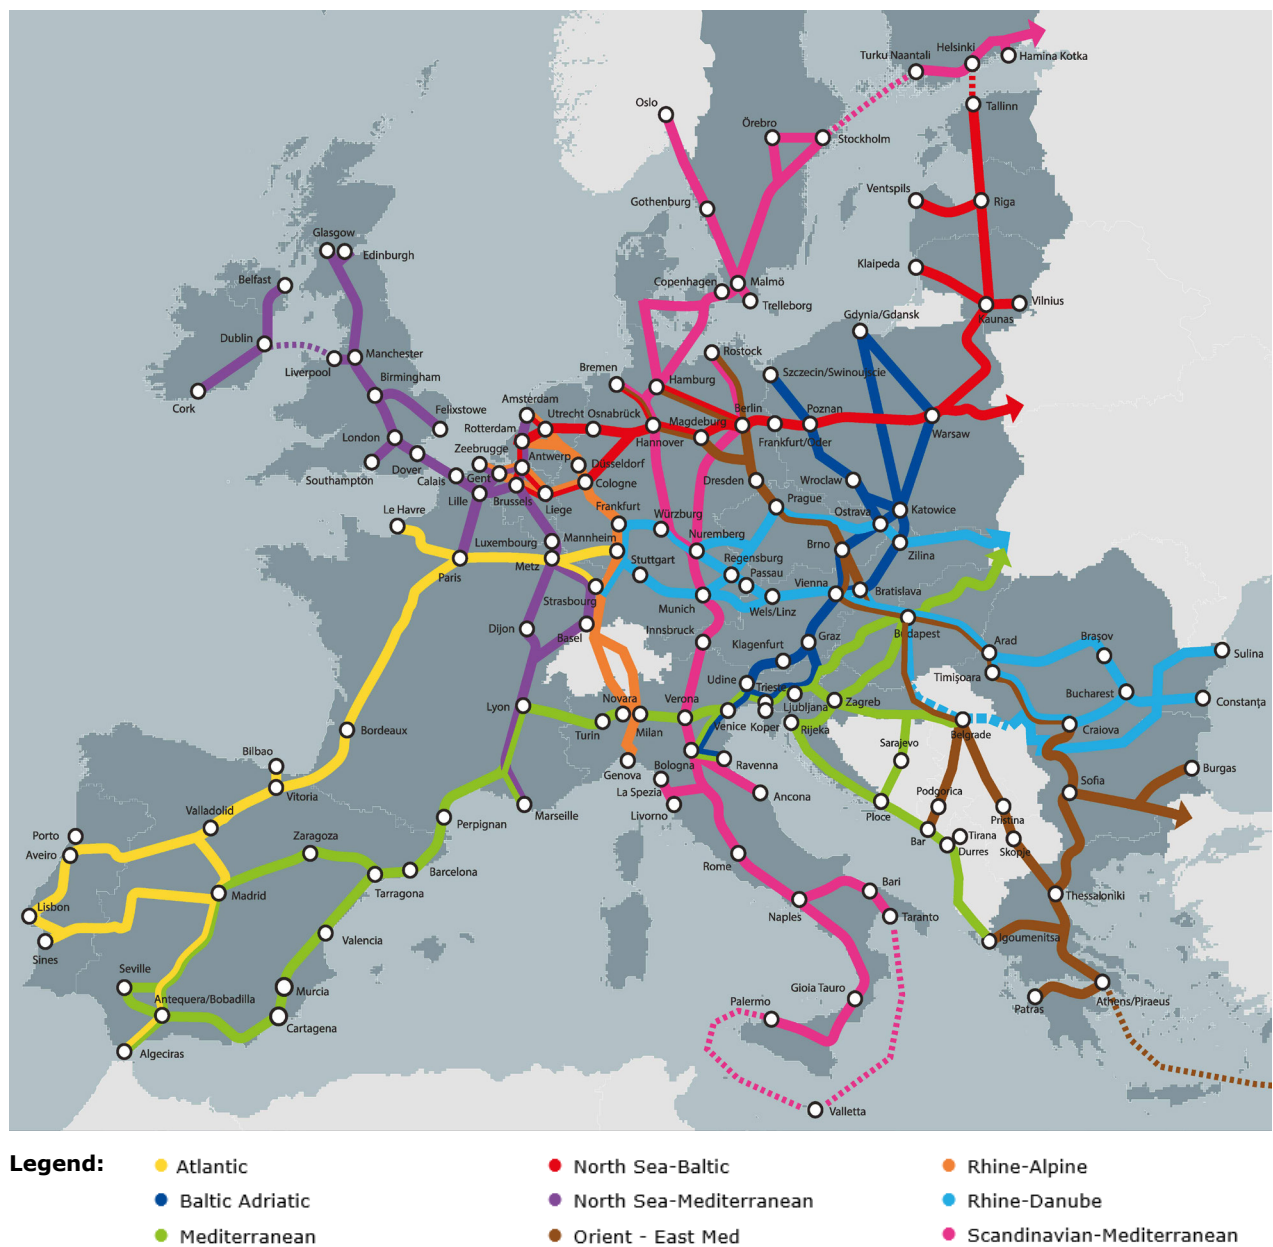 Helsinki
Turku Naantali
Hamina Kotka
Oslo
Tallinn
Örebro
Stockholm
Ventspils
Riga
Gothenburg
Glasgow
Edinburgh
Klaipeda
Belfast
Copenhagen
Malmö
Vilnius
Trelleborg
Gdynia/Gdansk
Kaunas
Dublin
Manchester
Rostock
Liverpool
Bremen
Szczecin/Swinoujscie
Birmingham
Hamburg
Cork
Amsterdam
Felixstowe
Utrecht
Osnabrück
Magdeburg
Berlin
Poznan
Rotterdam
London
Hannover
Frankfurt/Oder
Warsaw
Zeebrugge
Antwerp
Düsseldorf
Dover
Southampton
Calais
Gent
Cologne
Dresden
Wroclaw
Lille
Brussels
Liege
Prague
Le Havre
Frankfurt
Würzburg
Ostrava
Katowice
Luxembourg
Mannheim
Nuremberg
Brno
Zilina
Metz
Stuttgart
Regensburg
Paris
Passau
Vienna
Bratislava
Strasbourg
Munich
Wels/Linz
Dijon
Basel
Innsbruck
Klagenfurt
Graz
Budapest
Arad
Braşov
Sulina
Timişoara
Udine
Trieste
Bucharest
Lyon
Novara
Verona
Ljubljana
Zagreb
Constanţa
Turin
Milan
Venice
Koper
Rijeka
Belgrade
Craiova
Bordeaux
Sarajevo
Bilbao
Genova
Bologna
Ravenna
Burgas
Vitoria
La Spezia
Ancona
Podgorica
Sofia
Valladolid
Livorno
Marseille
Ploce
Pristina
Porto
Zaragoza
Perpignan
Bar
Tirana
Aveiro
Durres
Skopje
Rome
Barcelona
Madrid
Tarragona
Bari
Thessaloniki
Lisbon
Naples
Taranto
Valencia
Igoumenitsa
Sines
Seville
Murcia
Gioia Tauro
Antequera/Bobadilla
Palermo
Patras
Athens/Piraeus
Cartagena
Algeciras
Valletta
Legend:
Atlantic
North Sea-Baltic
Rhine-Alpine
Baltic Adriatic
North Sea-Mediterranean
Rhine-Danube
Mediterranean
Orient - East Med
Scandinavian-Mediterranean